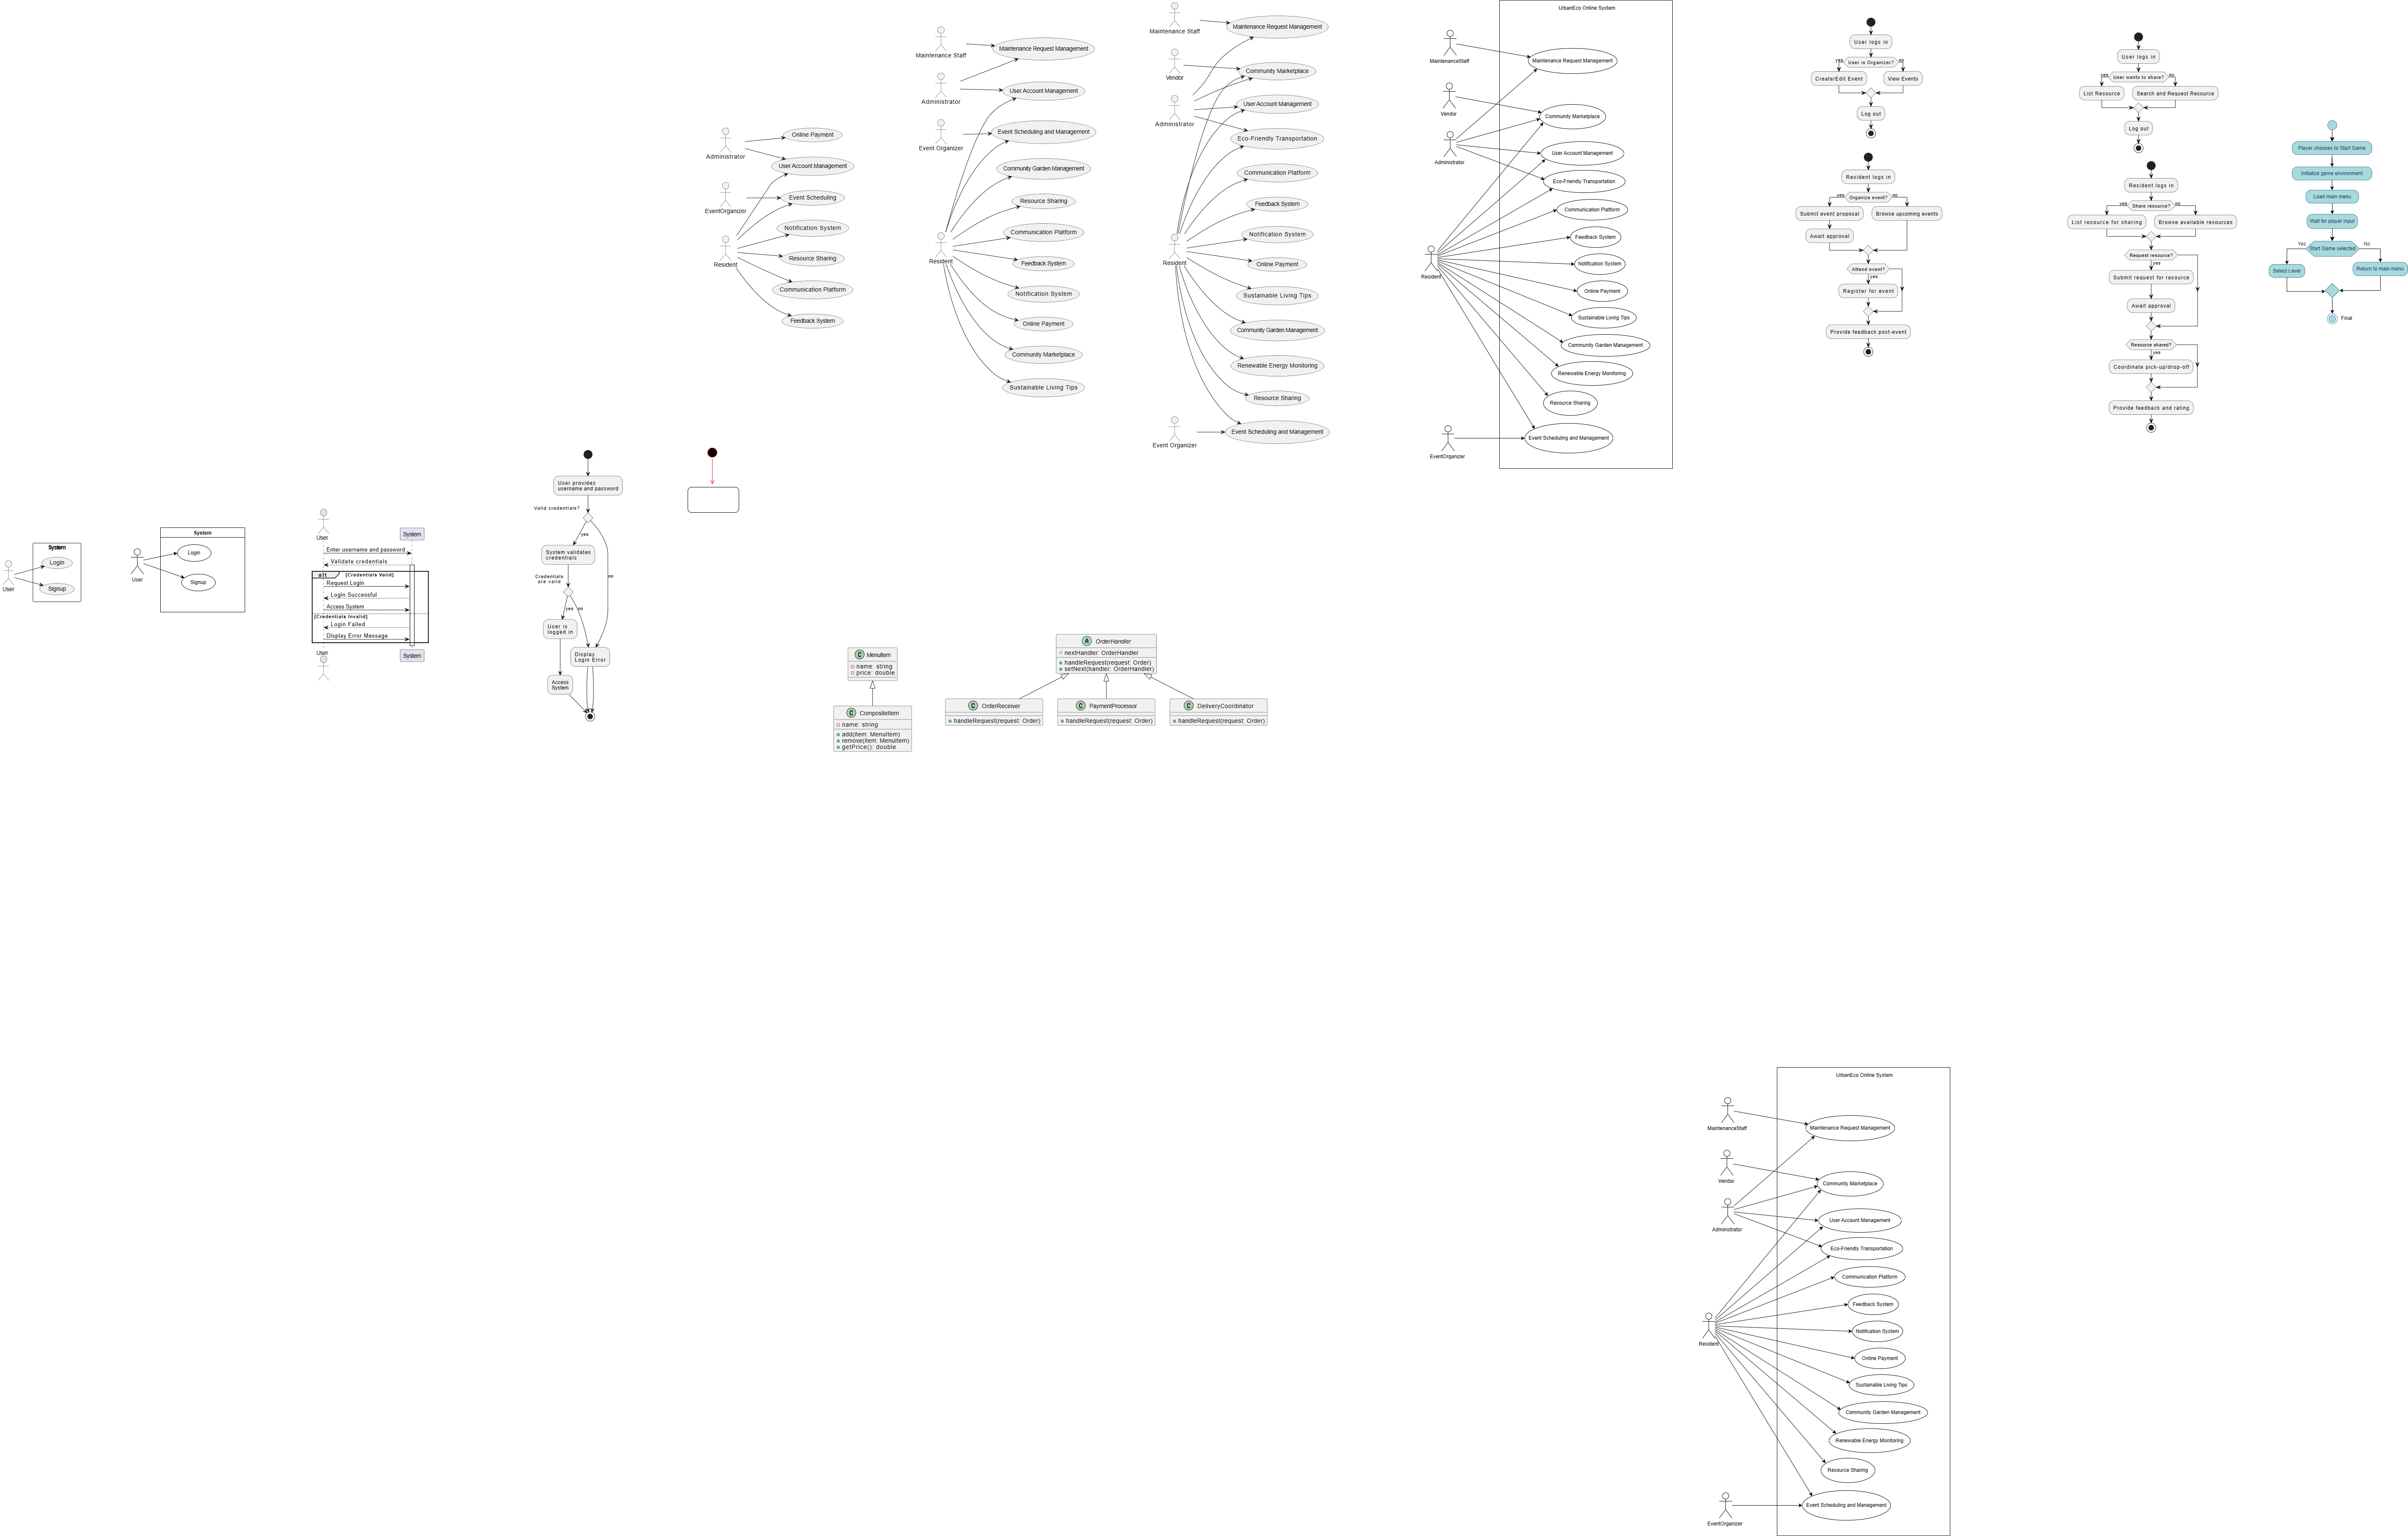 Administrator
EventOrganizer
Resident
Online Payment
User Account Management
Event Scheduling
Notification System
Resource Sharing
Communication Platform
Feedback System
Maintenance Staff
Administrator
Event Organizer
Resident
Maintenance Request Management
User Account Management
Event Scheduling and Management
Community Garden Management
Resource Sharing
Communication Platform
Feedback System
Notification System
Online Payment
Community Marketplace
Sustainable Living Tips
Maintenance Staff
Vendor
Administrator
Resident
Event Organizer
Maintenance Request Management
Community Marketplace
User Account Management
Eco-Friendly Transportation
Communication Platform
Feedback System
Notification System
Online Payment
Sustainable Living Tips
Community Garden Management
Renewable Energy Monitoring
Resource Sharing
Event Scheduling and Management
UrbanEco Online System
MaintenanceStaff
Vendor
Administrator
Resident
EventOrganizer
Maintenance Request Management
Community Marketplace
User Account Management
Eco-Friendly Transportation
Communication Platform
Feedback System
Notification System
Online Payment
Sustainable Living Tips
Community Garden Management
Renewable Energy Monitoring
Resource Sharing
Event Scheduling and Management
User logs in
yes
User is Organizer?
no
Create/Edit Event
View Events
Log out
Resident logs in
yes
Organize event?
no
Submit event proposal
Browse upcoming events
Await approval
Attend event?
yes
Register for event
Provide feedback post-event
User logs in
yes
User wants to share?
no
List Resource
Search and Request Resource
Log out
Resident logs in
yes
Share resource?
no
List resource for sharing
Browse available resources
Request resource?
yes
Submit request for resource
Await approval
Resource shared?
yes
Coordinate pick-up/drop-off
Provide feedback and rating
Player chooses to Start Game
Initialize game environment
Load main menu
Wait for player input
Yes
Start Game selected
No
Select Level
Return to main menu
Final
System
User
Login
Signup
System
User
Login
Signup
User
System
Enter username and password
Validate credentials
alt
[Credentials Valid]
Request Login
Login Successful
Access System
[Credentials Invalid]
Login Failed
Display Error Message
User
System
User provides
username and password
Valid credentials?
yes
no
System validates
credentials
Credentials
are valid
yes
no
User is
logged in
Display
Login Error
Access
System
C MenuItem
name: string
price: double
C CompositeItem
name: string
add(item: MenuItem)
remove(item: MenuItem)
getPrice(): double
A OrderHandler
nextHandler: OrderHandler
handleRequest(request: Order)
setNext(handler: OrderHandler)
C OrderReceiver
handleRequest(request: Order)
C PaymentProcessor
handleRequest(request: Order)
C DeliveryCoordinator
handleRequest(request: Order)
UrbanEco Online System
MaintenanceStaff
Vendor
Administrator
Resident
EventOrganizer
Maintenance Request Management
Community Marketplace
User Account Management
Eco-Friendly Transportation
Communication Platform
Feedback System
Notification System
Online Payment
Sustainable Living Tips
Community Garden Management
Renewable Energy Monitoring
Resource Sharing
Event Scheduling and Management